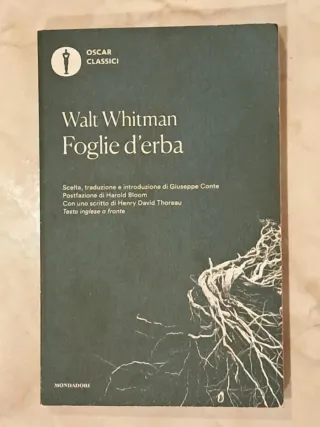 OSCAR
CLASSICI
Walt Whitman
Foglie d'erba
Scelta, traduzione e introduzione di Giuseppe Conte
Postfazione di Harold Bloom
Con uno scritto di Henry David Thoreau
Testo inglese a fronte
MONDADORI